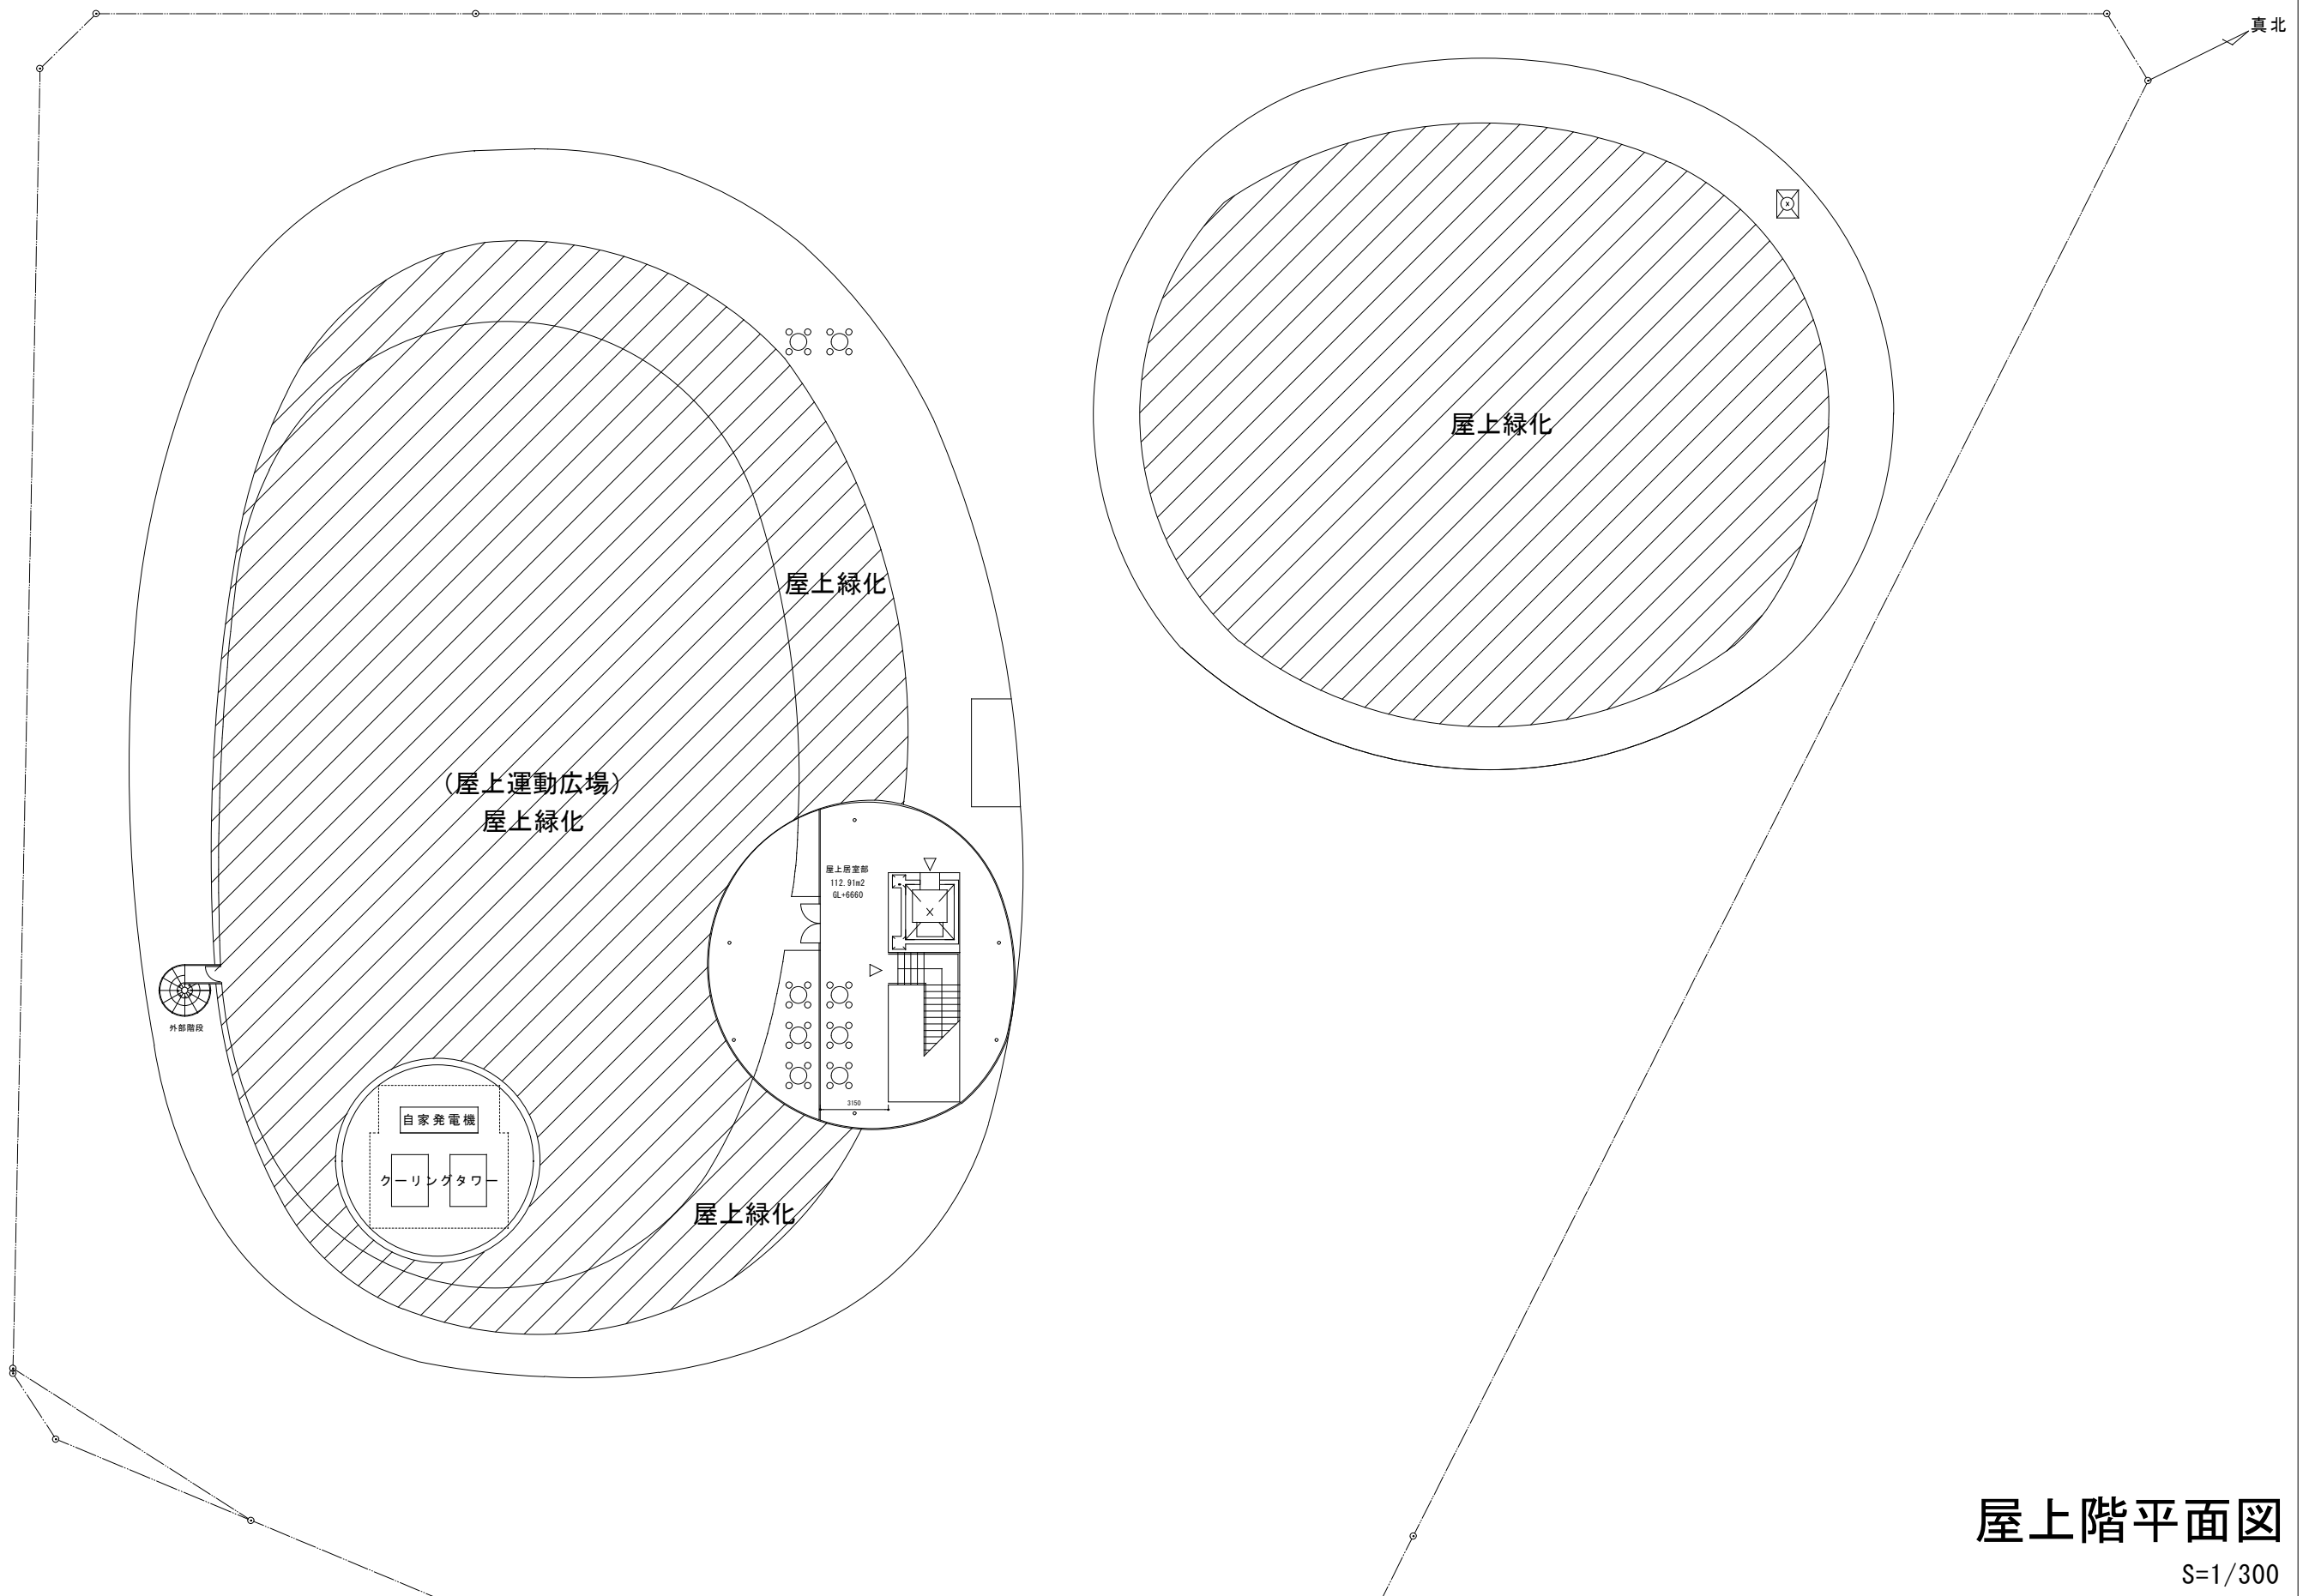 真北
屋上緑化
屋上緑化
(屋上運動広場)
屋上緑化
屋上居室部
112.91m2
GL+6660
外部階段
3150
自家発電機
クーリングタワー
屋上緑化
屋上階平面図
S=1/300